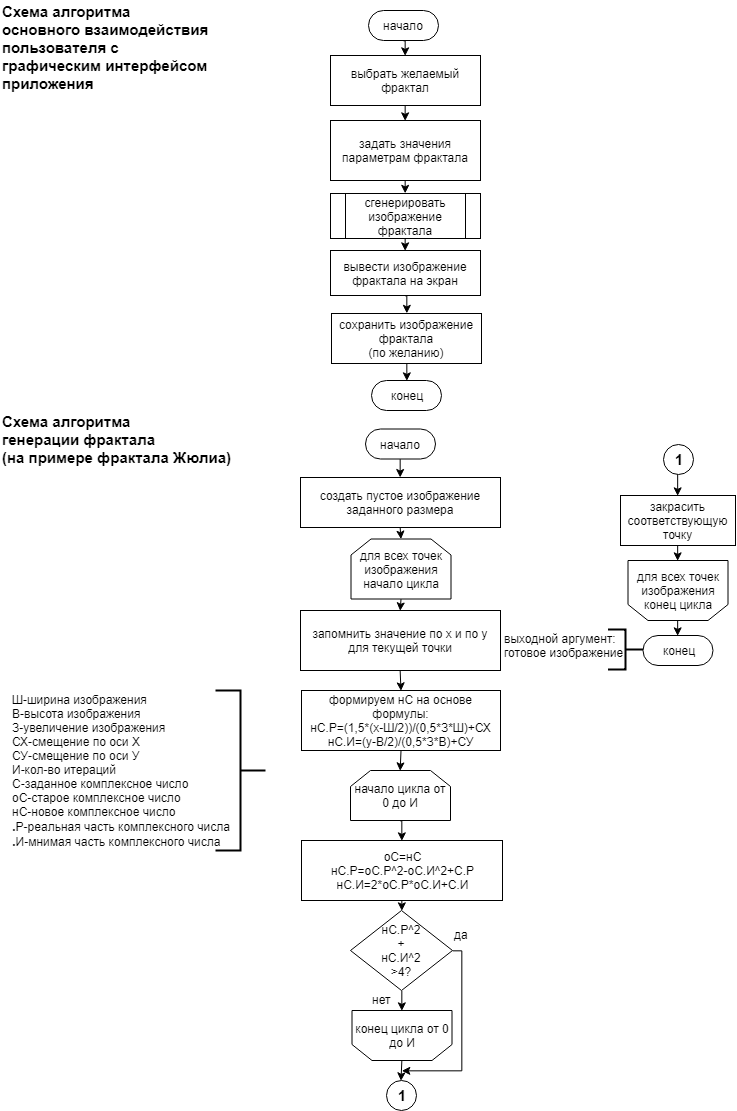 Схема алгоритма
основного взаимодействия
пользователя с
графическим интерфейсом
приложения
начало
выбрать желаемый
фрактал
задать значения
параметрам фрактала
сгенерировать
изображение
фрактала
вывести изображение
фрактала на экран
сохранить изображение
фрактала
(по желанию)
конец
Схема алгоритма
генерации фрактала
(на примере фрактала Жюлиа)
начало
создать пустое изображение
заданного размера
для всех точек
изображения
начало цикла
запомнить значение по x и по y
для текущей точки
формируем нС на основе
формулы:
нС.Р=(1,5*(x-Ш/2))/(0,5*З*Ш)+СХ
нС.И=(y-В/2)/(0,5*З*В)+СУ
Ш-ширина изображения
В-высота изображения
З-увеличение изображения
СХ-смещение по оси X
СУ-смещение по оси У
И-кол-во итераций
С-заданное комплексное число
оС-старое комплексное число
нС-новое комплексное число
.Р-реальная часть комплексного числа
.И-мнимая часть комплексного числа
начало цикла от
0 до И
оС=нС
нС.Р=оС.Р^2-оС.И^2+С.Р
нС.И=2*оС.Р*оС.И+С.И
нС.Р^2
+
нС.И^2
>4?
да
нет
конец цикла от 0
до И
1
1
закрасить
соответствующую
точку
для всех точек
изображения
конец цикла
выходной аргумент:
готовое изображение
конец